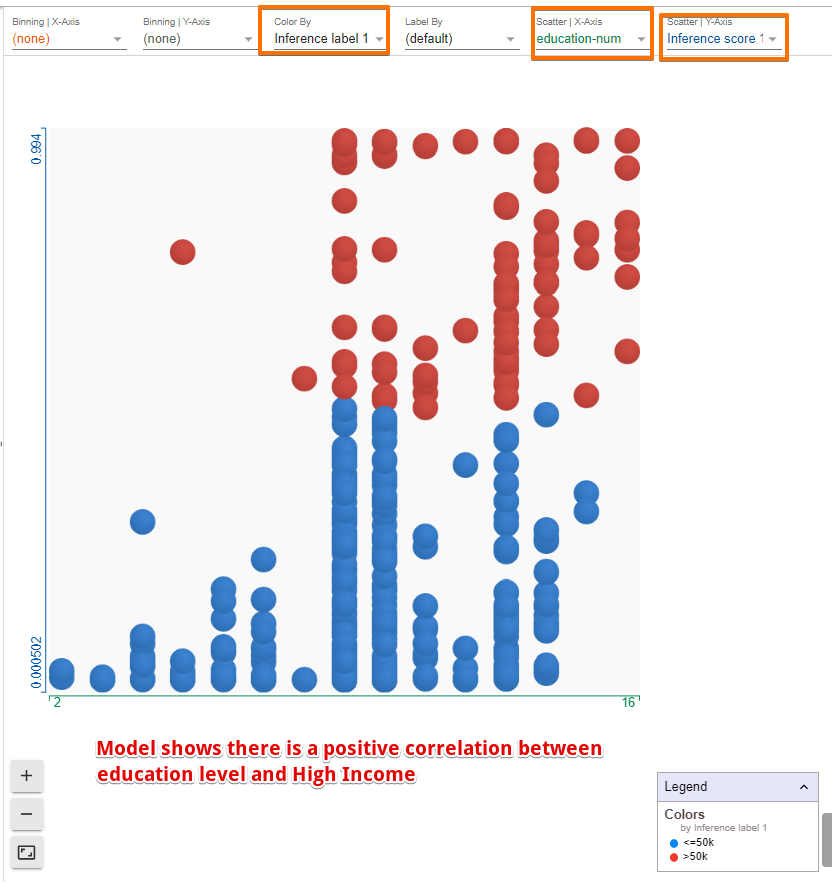 Binning | X-Axis
(none)
Binning | Y-Axis
(none)
Color By
Inference label 1
Label By
(default)
Scatter | X-Axis
education-num
Scatter | Y-Axis
Inference score 1
0.994
0.000502
2
16
Model shows there is a positive correlation between
education level and High Income
Legend
Colors
by Inference label 1
<=50k
>50k